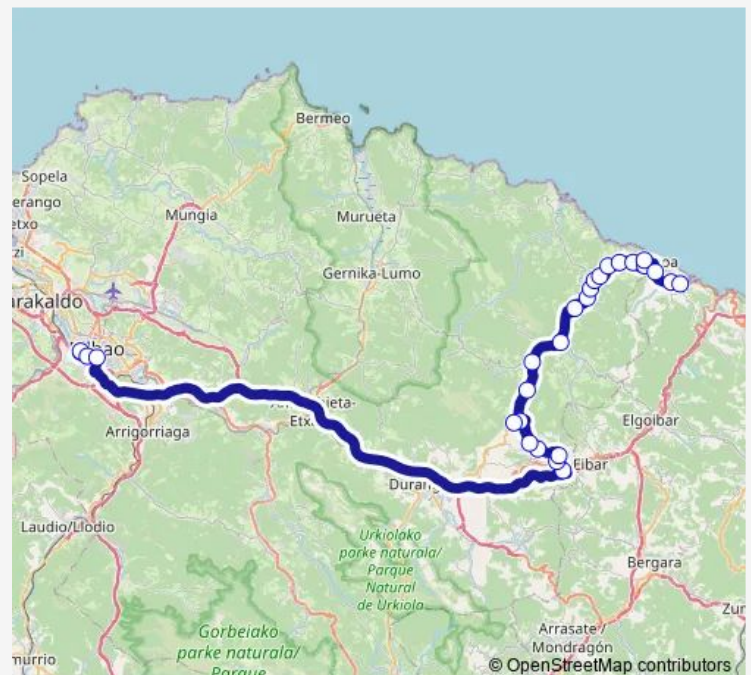 Bermeo
Sopela
Mungia
Murueta
Gernika-Lumo
Arrigorriaga
Elgoibar
Eibar
Laudio/Llodio
Urkiolako
parke naturala/
Parque
Natural
de Urkiola
Bergara
Gorbeiako
parke naturala/
Parque
Arrasate /
Mondragón
© OpenStreetMap contributors